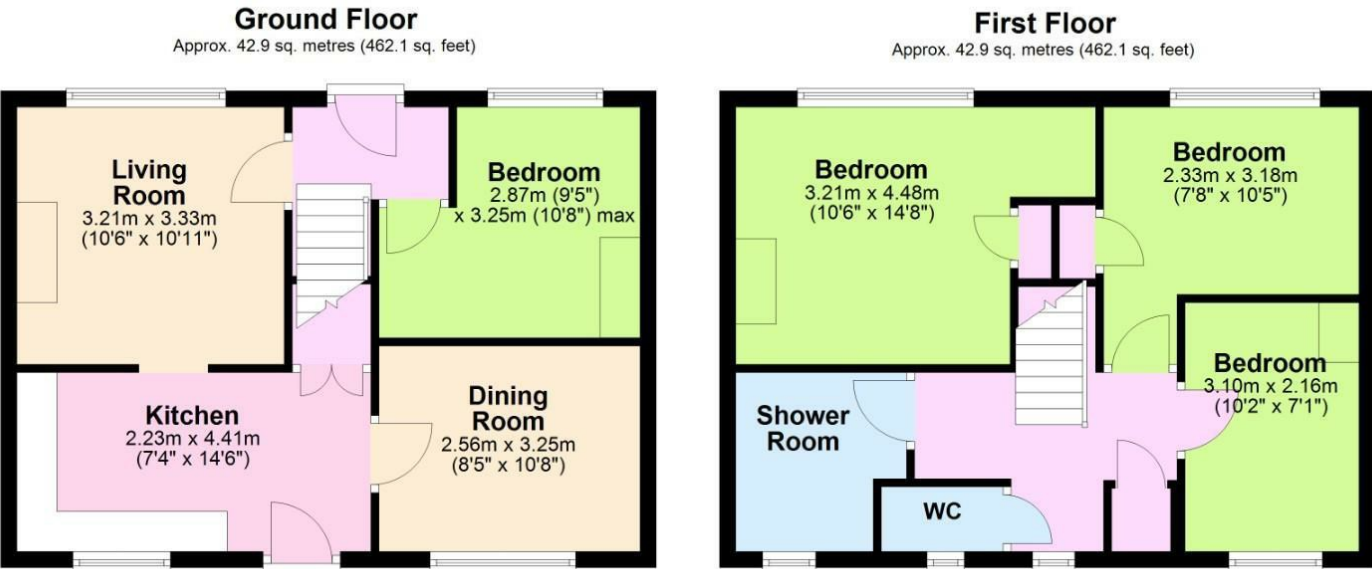 Ground Floor
Approx. 42.9 sq. metres (462.1 sq. feet)
Living
Room
3.21m x 3.33m
(10'6" x 10'11")
Bedroom
2.87m (9'5")
x 3.25m (10'8") max
Kitchen
2.23m x 4.41m
(7'4" x 14'6")
Dining
Room
2.56m x 3.25m
(8'5" x 10'8")
First Floor
Approx. 42.9 sq. metres (462.1 sq. feet)
Bedroom
3.21m x 4.48m
(10'6" x 14'8")
Bedroom
2.33m x 3.18m
(7'8" x 10'5")
Bedroom
3.10m x 2.16m
(10'2" x 7'1")
Shower
Room
WC